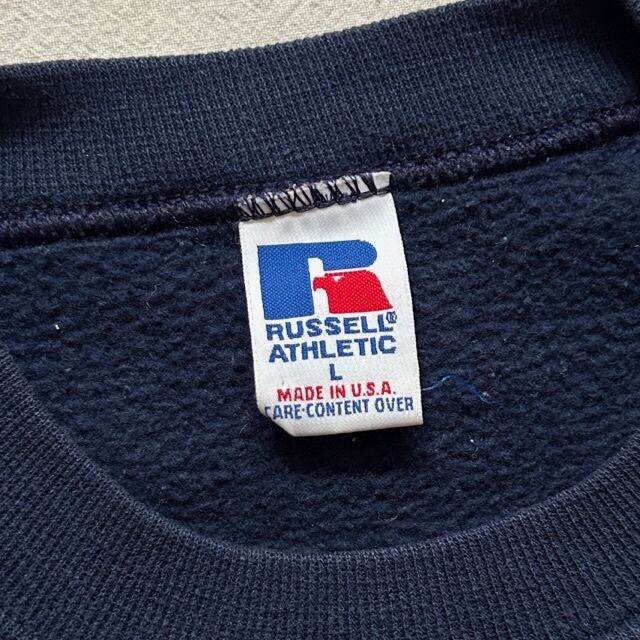 RUSSELL®
ATHLETIC
L
MADE IN U.S.A.
CARE-CONTENT OVER